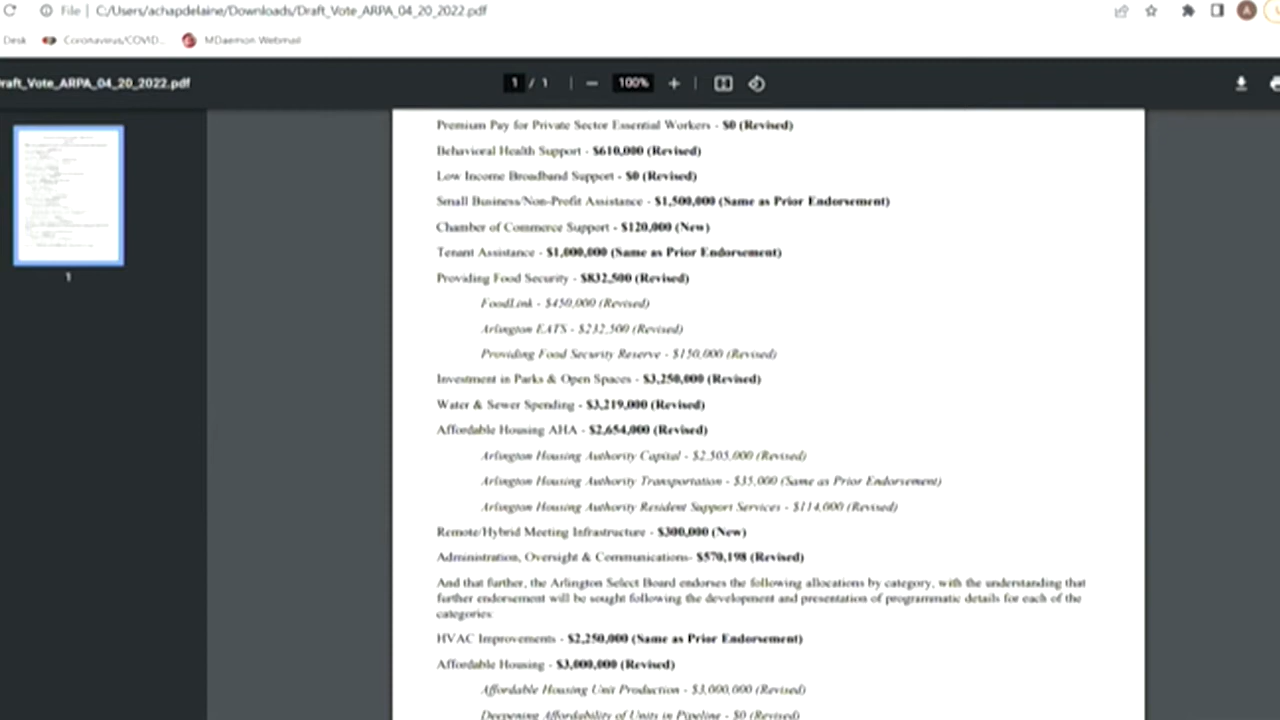 File | C:/Users/achapdelaine/Downloads/Draft_Vote_ARPA_04_20_2022.pdf
Desk Coronavirus/COVID... MDaemon Webmail
raft_Vote_ARPA_04_20_2022.pdf 1 / 1 100%
1
Premium Pay for Private Sector Essential Workers - $0 (Revised)
Behavioral Health Support - $610,000 (Revised)
Low Income Broadband Support - $0 (Revised)
Small Business/Non-Profit Assistance - $1,500,000 (Same as Prior Endorsement)
Chamber of Commerce Support - $120,000 (New)
Tenant Assistance - $1,000,000 (Same as Prior Endorsement)
Providing Food Security - $832,500 (Revised)
FoodLink - $450,000 (Revised)
Arlington EATS - $232,500 (Revised)
Providing Food Security Reserve - $150,000 (Revised)
Investment in Parks & Open Spaces - $3,250,000 (Revised)
Water & Sewer Spending - $3,219,000 (Revised)
Affordable Housing AHA - $2,654,000 (Revised)
Arlington Housing Authority Capital - $2,505,000 (Revised)
Arlington Housing Authority Transportation - $35,000 (Same as Prior Endorsement)
Arlington Housing Authority Resident Support Services - $114,000 (Revised)
Remote/Hybrid Meeting Infrastructure - $300,000 (New)
Administration, Oversight & Communications- $570,198 (Revised)
And that further, the Arlington Select Board endorses the following allocations by category, with the understanding that
further endorsement will be sought following the development and presentation of programmatic details for each of the
categories:
HVAC Improvements - $2,250,000 (Same as Prior Endorsement)
Affordable Housing - $3,000,000 (Revised)
Affordable Housing Unit Production - $3,000,000 (Revised)
Deepening Affordability of Units in Pipeline - $0 (Revised)